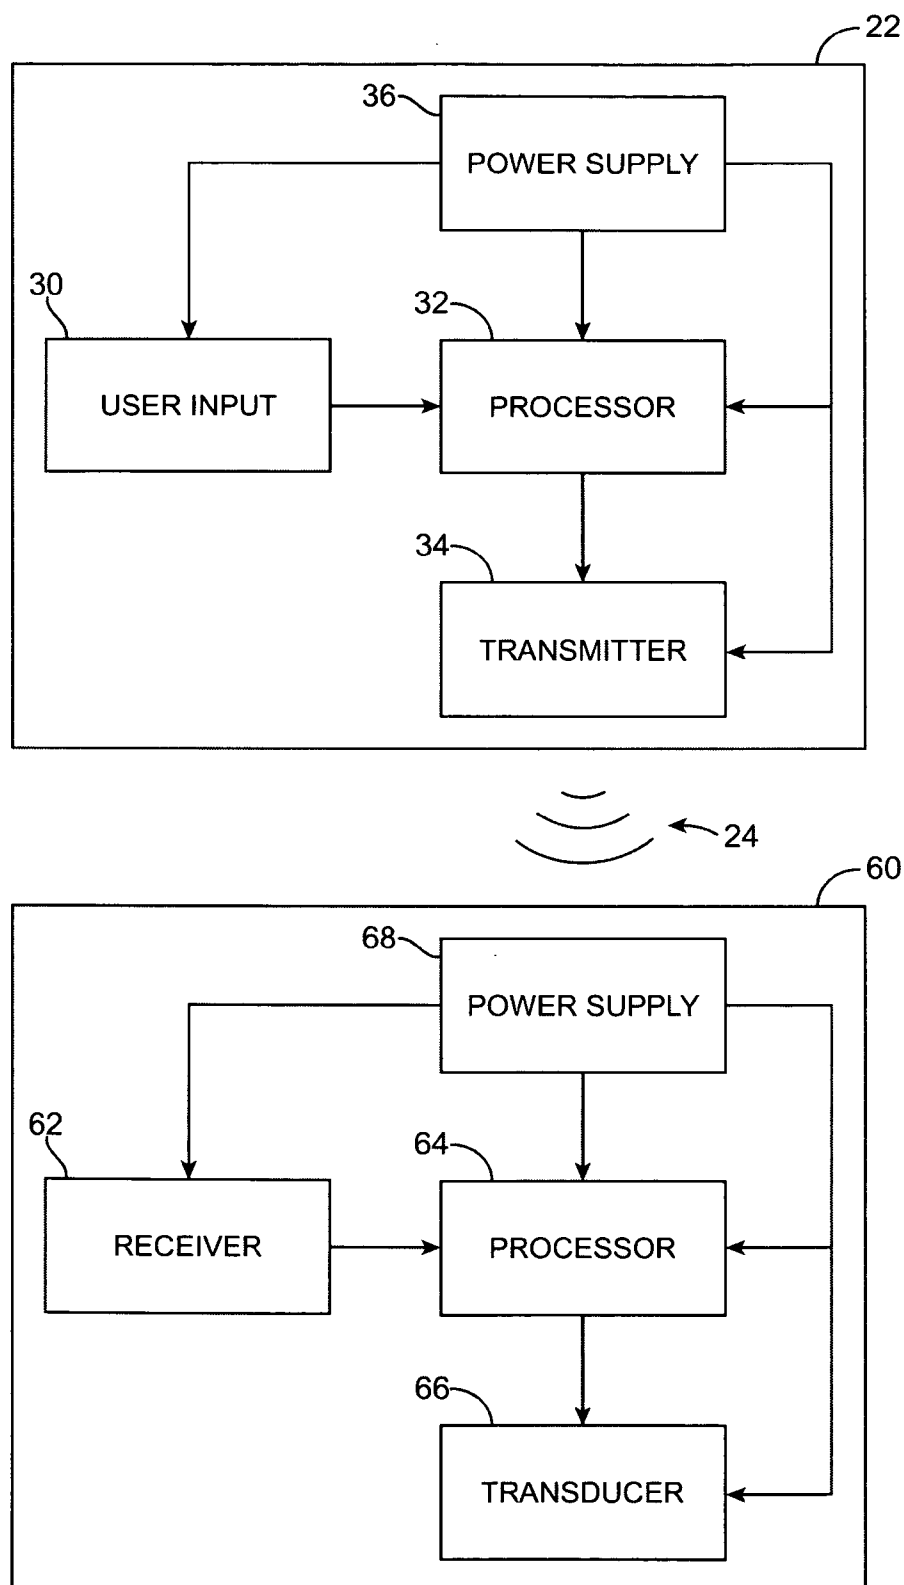 22
36
POWER SUPPLY
30
32
USER INPUT
PROCESSOR
34
TRANSMITTER
24
60
68
POWER SUPPLY
62
64
RECEIVER
PROCESSOR
66
TRANSDUCER